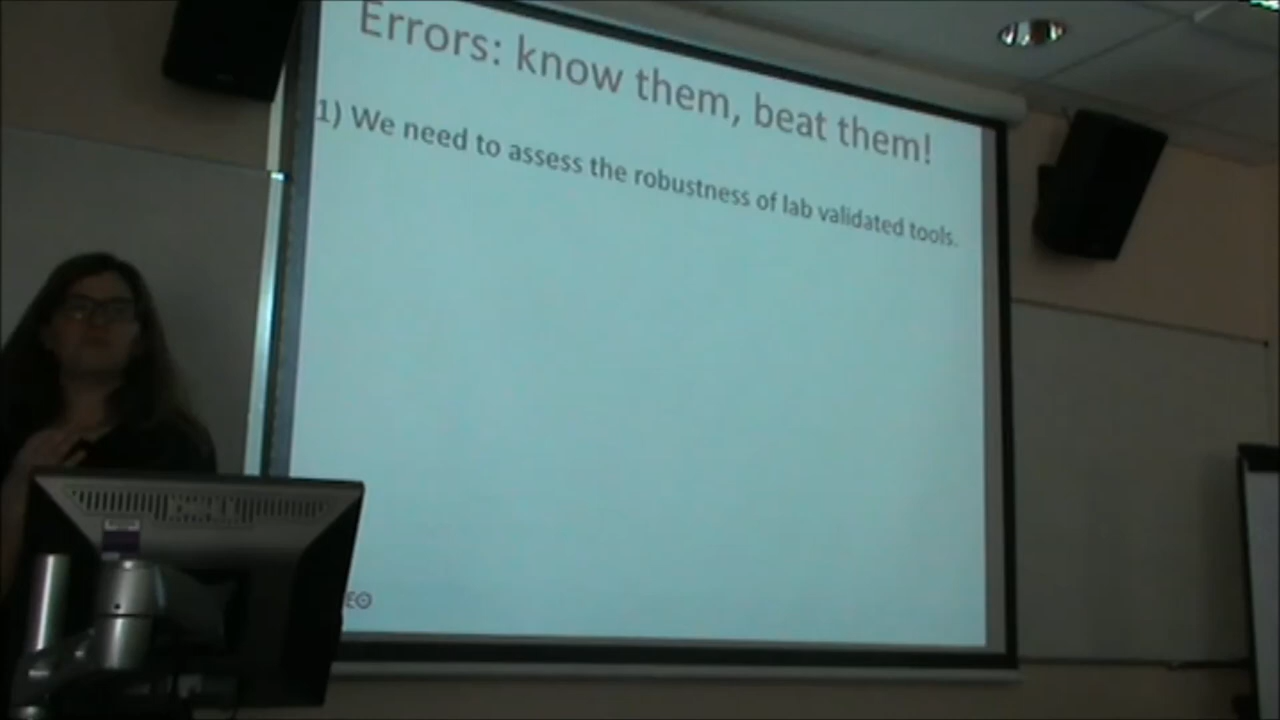 Errors: know them, beat them!
1) We need to assess the robustness of lab validated tools.